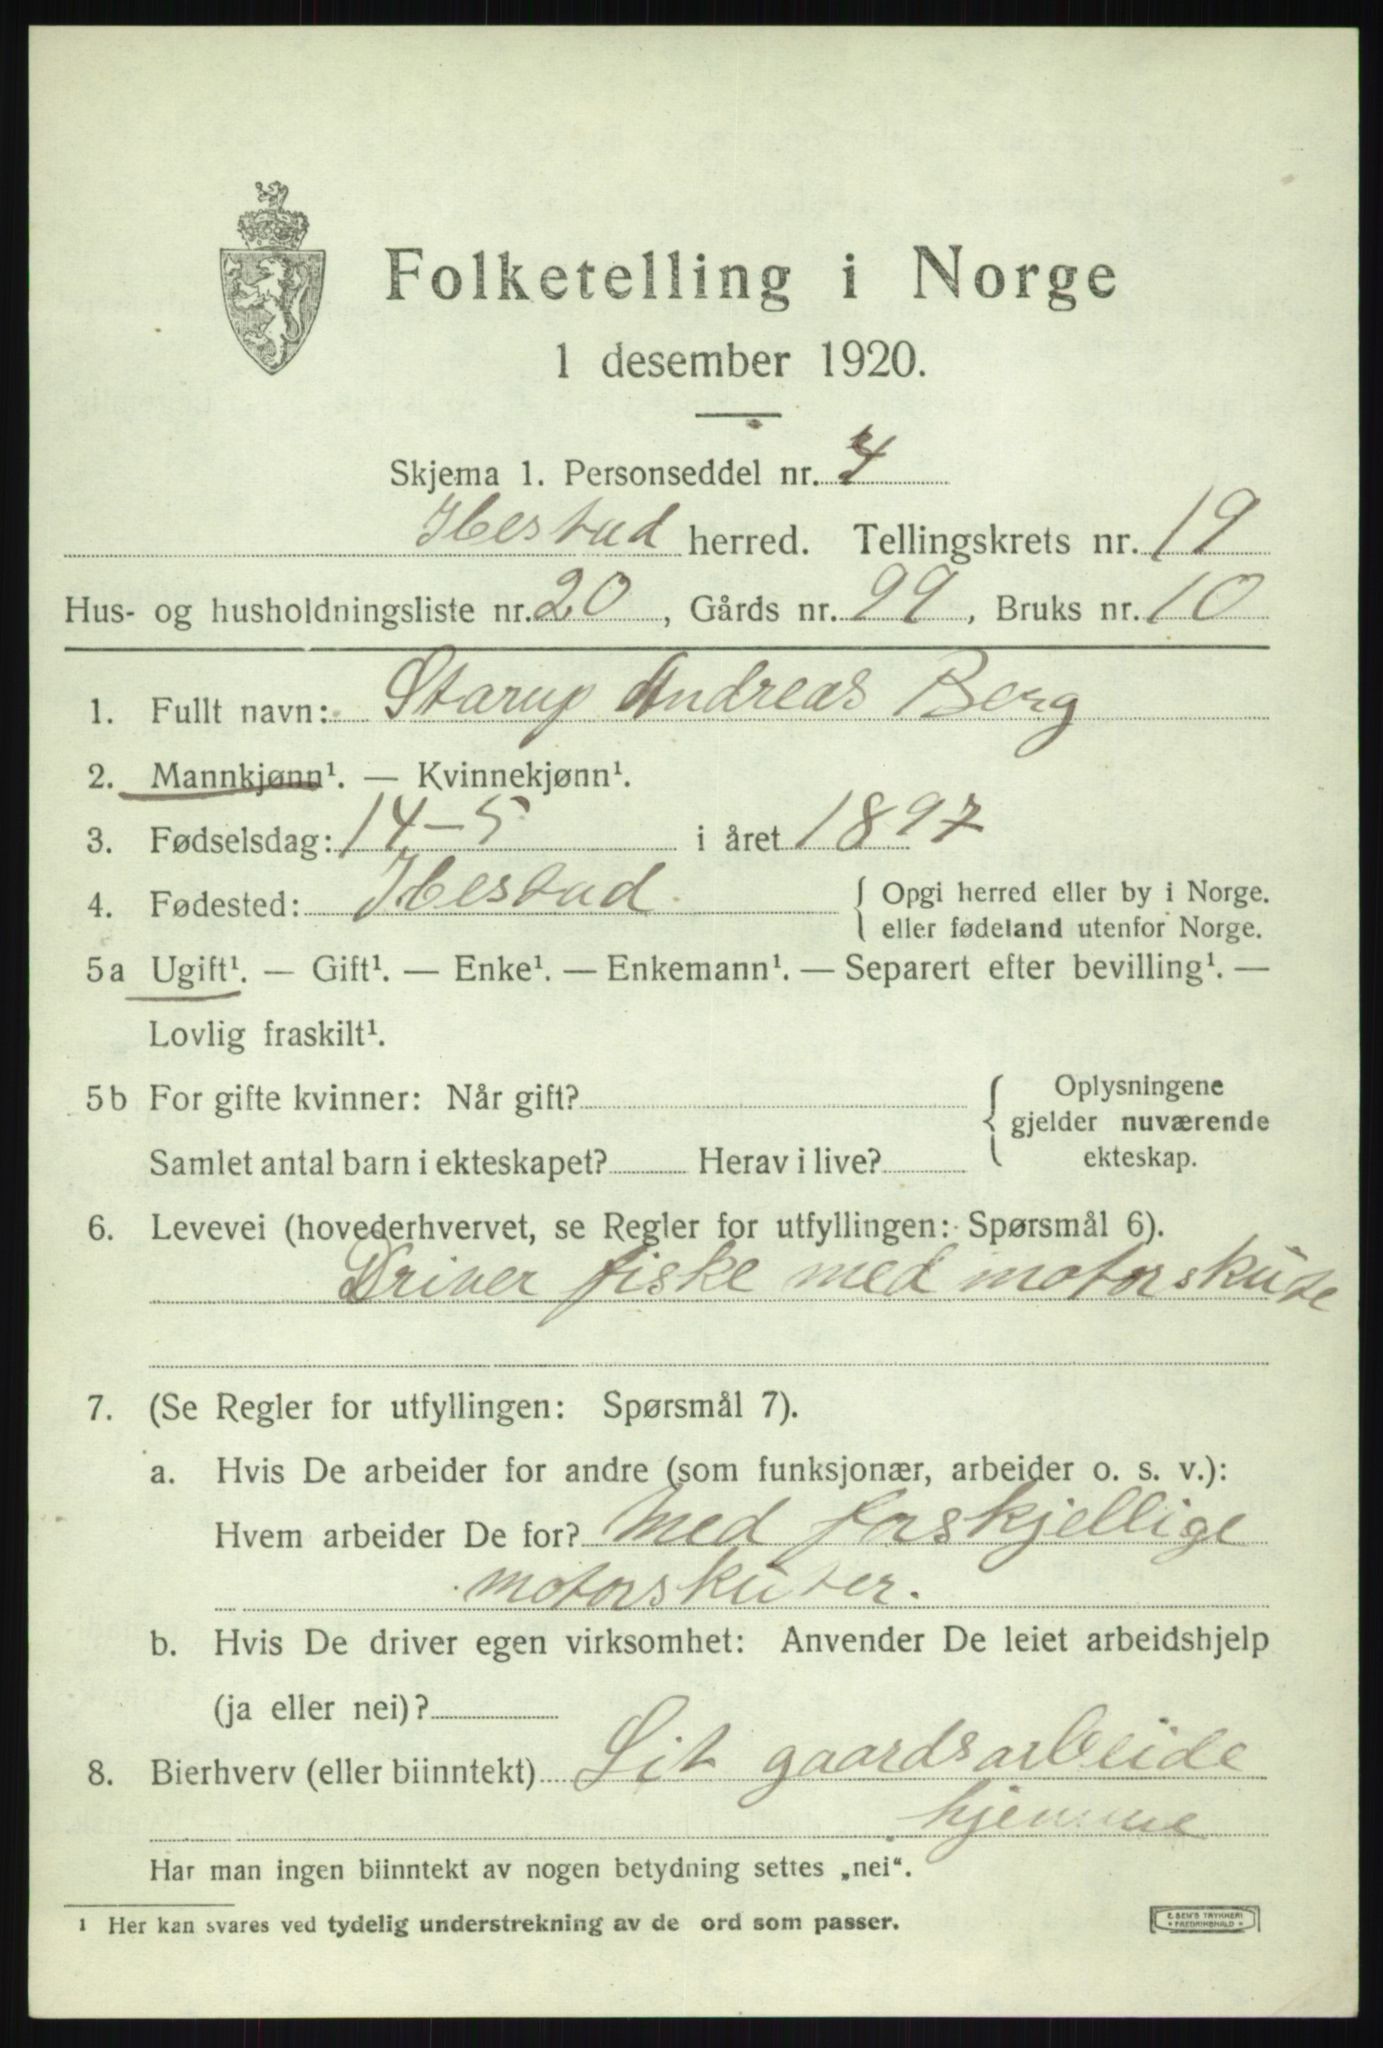 Folketelling i Norge
1 desember 1920.
Skjema 1. Personseddel nr. 4
Ibestad herred. Tellingskrets nr. 19
Hus- og husholdningsliste nr. 20, Gårds nr. 99, Bruks nr. 10
1. Fullt navn: Starup Andreas Berg
2. Mannkjønn¹. — Kvinnekjønn¹.
3. Fødselsdag: 14-5 i året 1897
4. Fødested: Ibestad { Opgi herred eller by i Norge.
eller fødeland utenfor Norge.
5a Ugift¹. — Gift¹. — Enke¹. — Enkemann¹. — Separert efter bevilling¹. —
Lovlig fraskilt¹.
5b For gifte kvinner: Når gift? { Oplysningene
gjelder nuværende
Samlet antal barn i ekteskapet? Herav i live? ekteskap.
6. Levevei (hovederhvervet, se Regler for utfyllingen: Spørsmål 6).
Driver fiske med motorskúte
7. (Se Regler for utfyllingen: Spørsmål 7).
a. Hvis De arbeider for andre (som funksjonær, arbeider o. s. v.):
Hvem arbeider De for? Med forskjellige
motorskúter.
b. Hvis De driver egen virksomhet: Anvender De leiet arbeidshjelp
(ja eller nei)?
8. Bierhverv (eller biinntekt) Lit gaardsarbeide
hjemme
Har man ingen biinntekt av nogen betydning settes „nei“.
1 Her kan svares ved tydelig understrekning av de ord som passer.
E. SEM'S TRYKKERI
FREDRIKSHALD